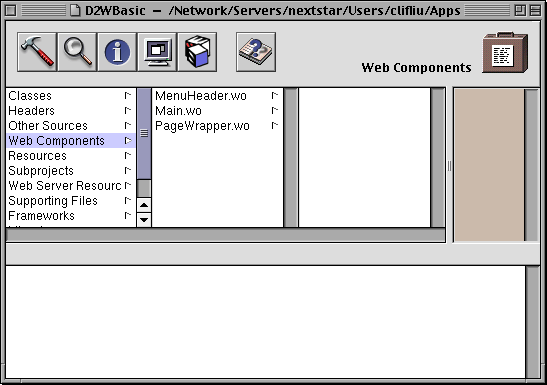 D2WBasic — /Network/Servers/nextstar/Users/clifliu/Apps
Web Components
Classes
Headers
Other Sources
Web Components
Resources
Subprojects
Web Server Resourc
Supporting Files
Frameworks
MenuHeader.wo
Main.wo
PageWrapper.wo